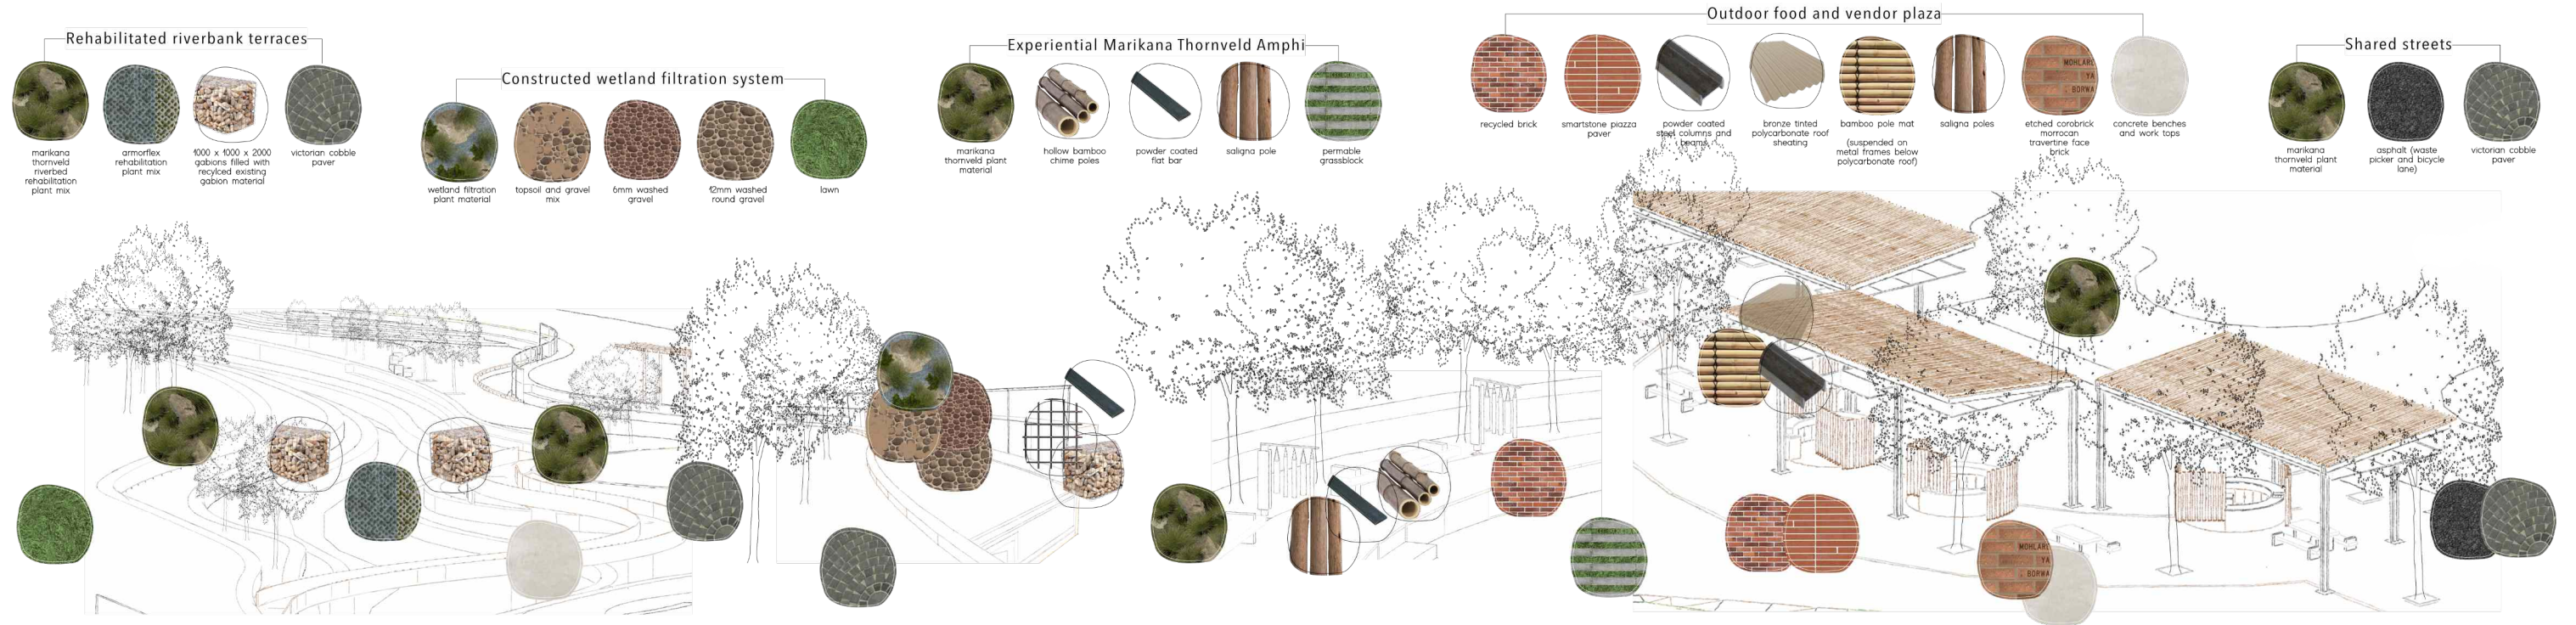 Rehabilitated riverbank terraces
marikana
thornveld
riverbed
rehabilitation
plant mix
armorflex
rehabilitation
plant mix
1000 x 1000 x 2000
gabions filled with
recylced existing
gabion material
victorian cobble
paver
Constructed wetland filtration system
wetland filtration
plant material
topsoil and gravel
mix
6mm washed
gravel
12mm washed
round gravel
lawn
Experiential Marikana Thornveld Amphi
marikana
thornveld plant
material
hollow bamboo
chime poles
powder coated
flat bar
saligna pole
permable
grassblock
Outdoor food and vendor plaza
recycled brick
smartstone piazza
paver
powder coated
steel columns and
beams
bronze tinted
polycarbonate roof
sheating
bamboo pole mat
(suspended on
metal frames below
polycarbonate roof)
saligna poles
MOHLARE
YA
BORWA
etched corobrick
morrocan
travertine face
brick
concrete benches
and work tops
Shared streets
marikana
thornveld plant
material
asphalt (waste
picker and bicycle
lane)
victorian cobble
paver
MOHLARE
YA
BORWA